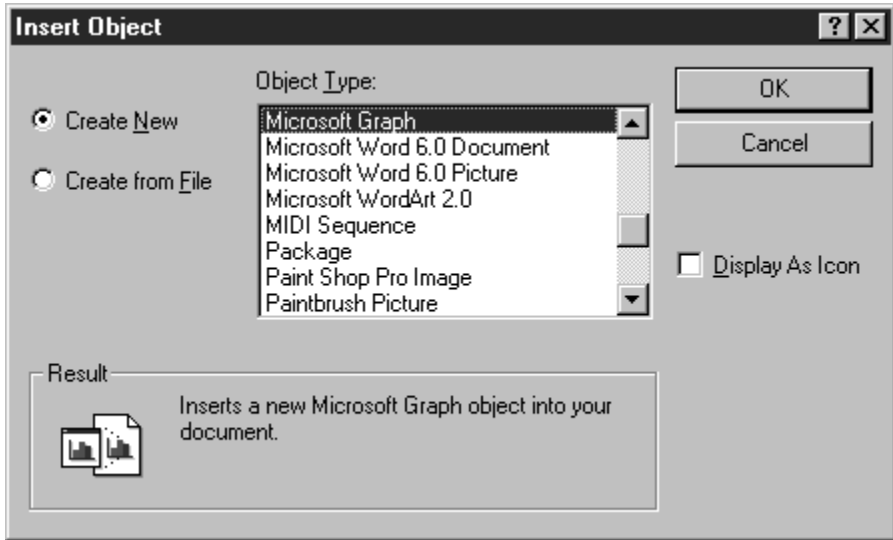 Insert Object
Object Type:
Create New
Create from File
Microsoft Graph
Microsoft Word 6.0 Document
Microsoft Word 6.0 Picture
Microsoft WordArt 2.0
MIDI Sequence
Package
Paint Shop Pro Image
Paintbrush Picture
OK
Cancel
Display As Icon
Result
Inserts a new Microsoft Graph object into your
document.